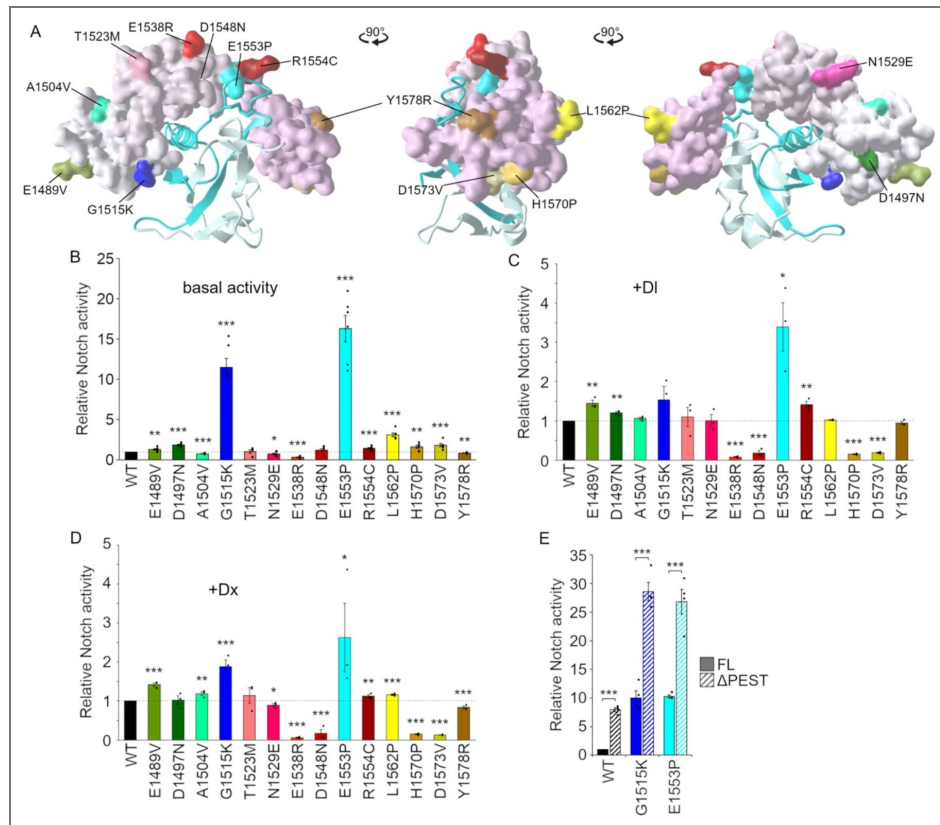 A
E1538R
D1548N
T1523M
E1553P
R1554C
A1504V
E1489V
G1515K
90°
90°
Y1578R
L1562P
D1573V
H1570P
N1529E
D1497N
B
basal activity
Relative Notch activity
25
20
15
10
5
0
** *** *** *** * *** *** *** *** ** *** **
WT E1489V D1497N A1504V G1515K T1523M N1529E E1538R D1548N E1553P R1554C L1562P H1570P D1573V Y1578R
C
+Dl
Relative Notch activity
5
4
3
2
1
0
** ** *** *** * ** *** ***
WT E1489V D1497N A1504V G1515K T1523M N1529E E1538R D1548N E1553P R1554C L1562P H1570P D1573V Y1578R
D
+Dx
Relative Notch activity
5
4
3
2
1
0
*** ** *** * *** *** * ** *** *** *** ***
WT E1489V D1497N A1504V G1515K T1523M N1529E E1538R D1548N E1553P R1554C L1562P H1570P D1573V Y1578R
E
Relative Notch activity
35
30
25
20
15
10
5
0
*** *** ***
WT G1515K E1553P
FL
ΔPEST